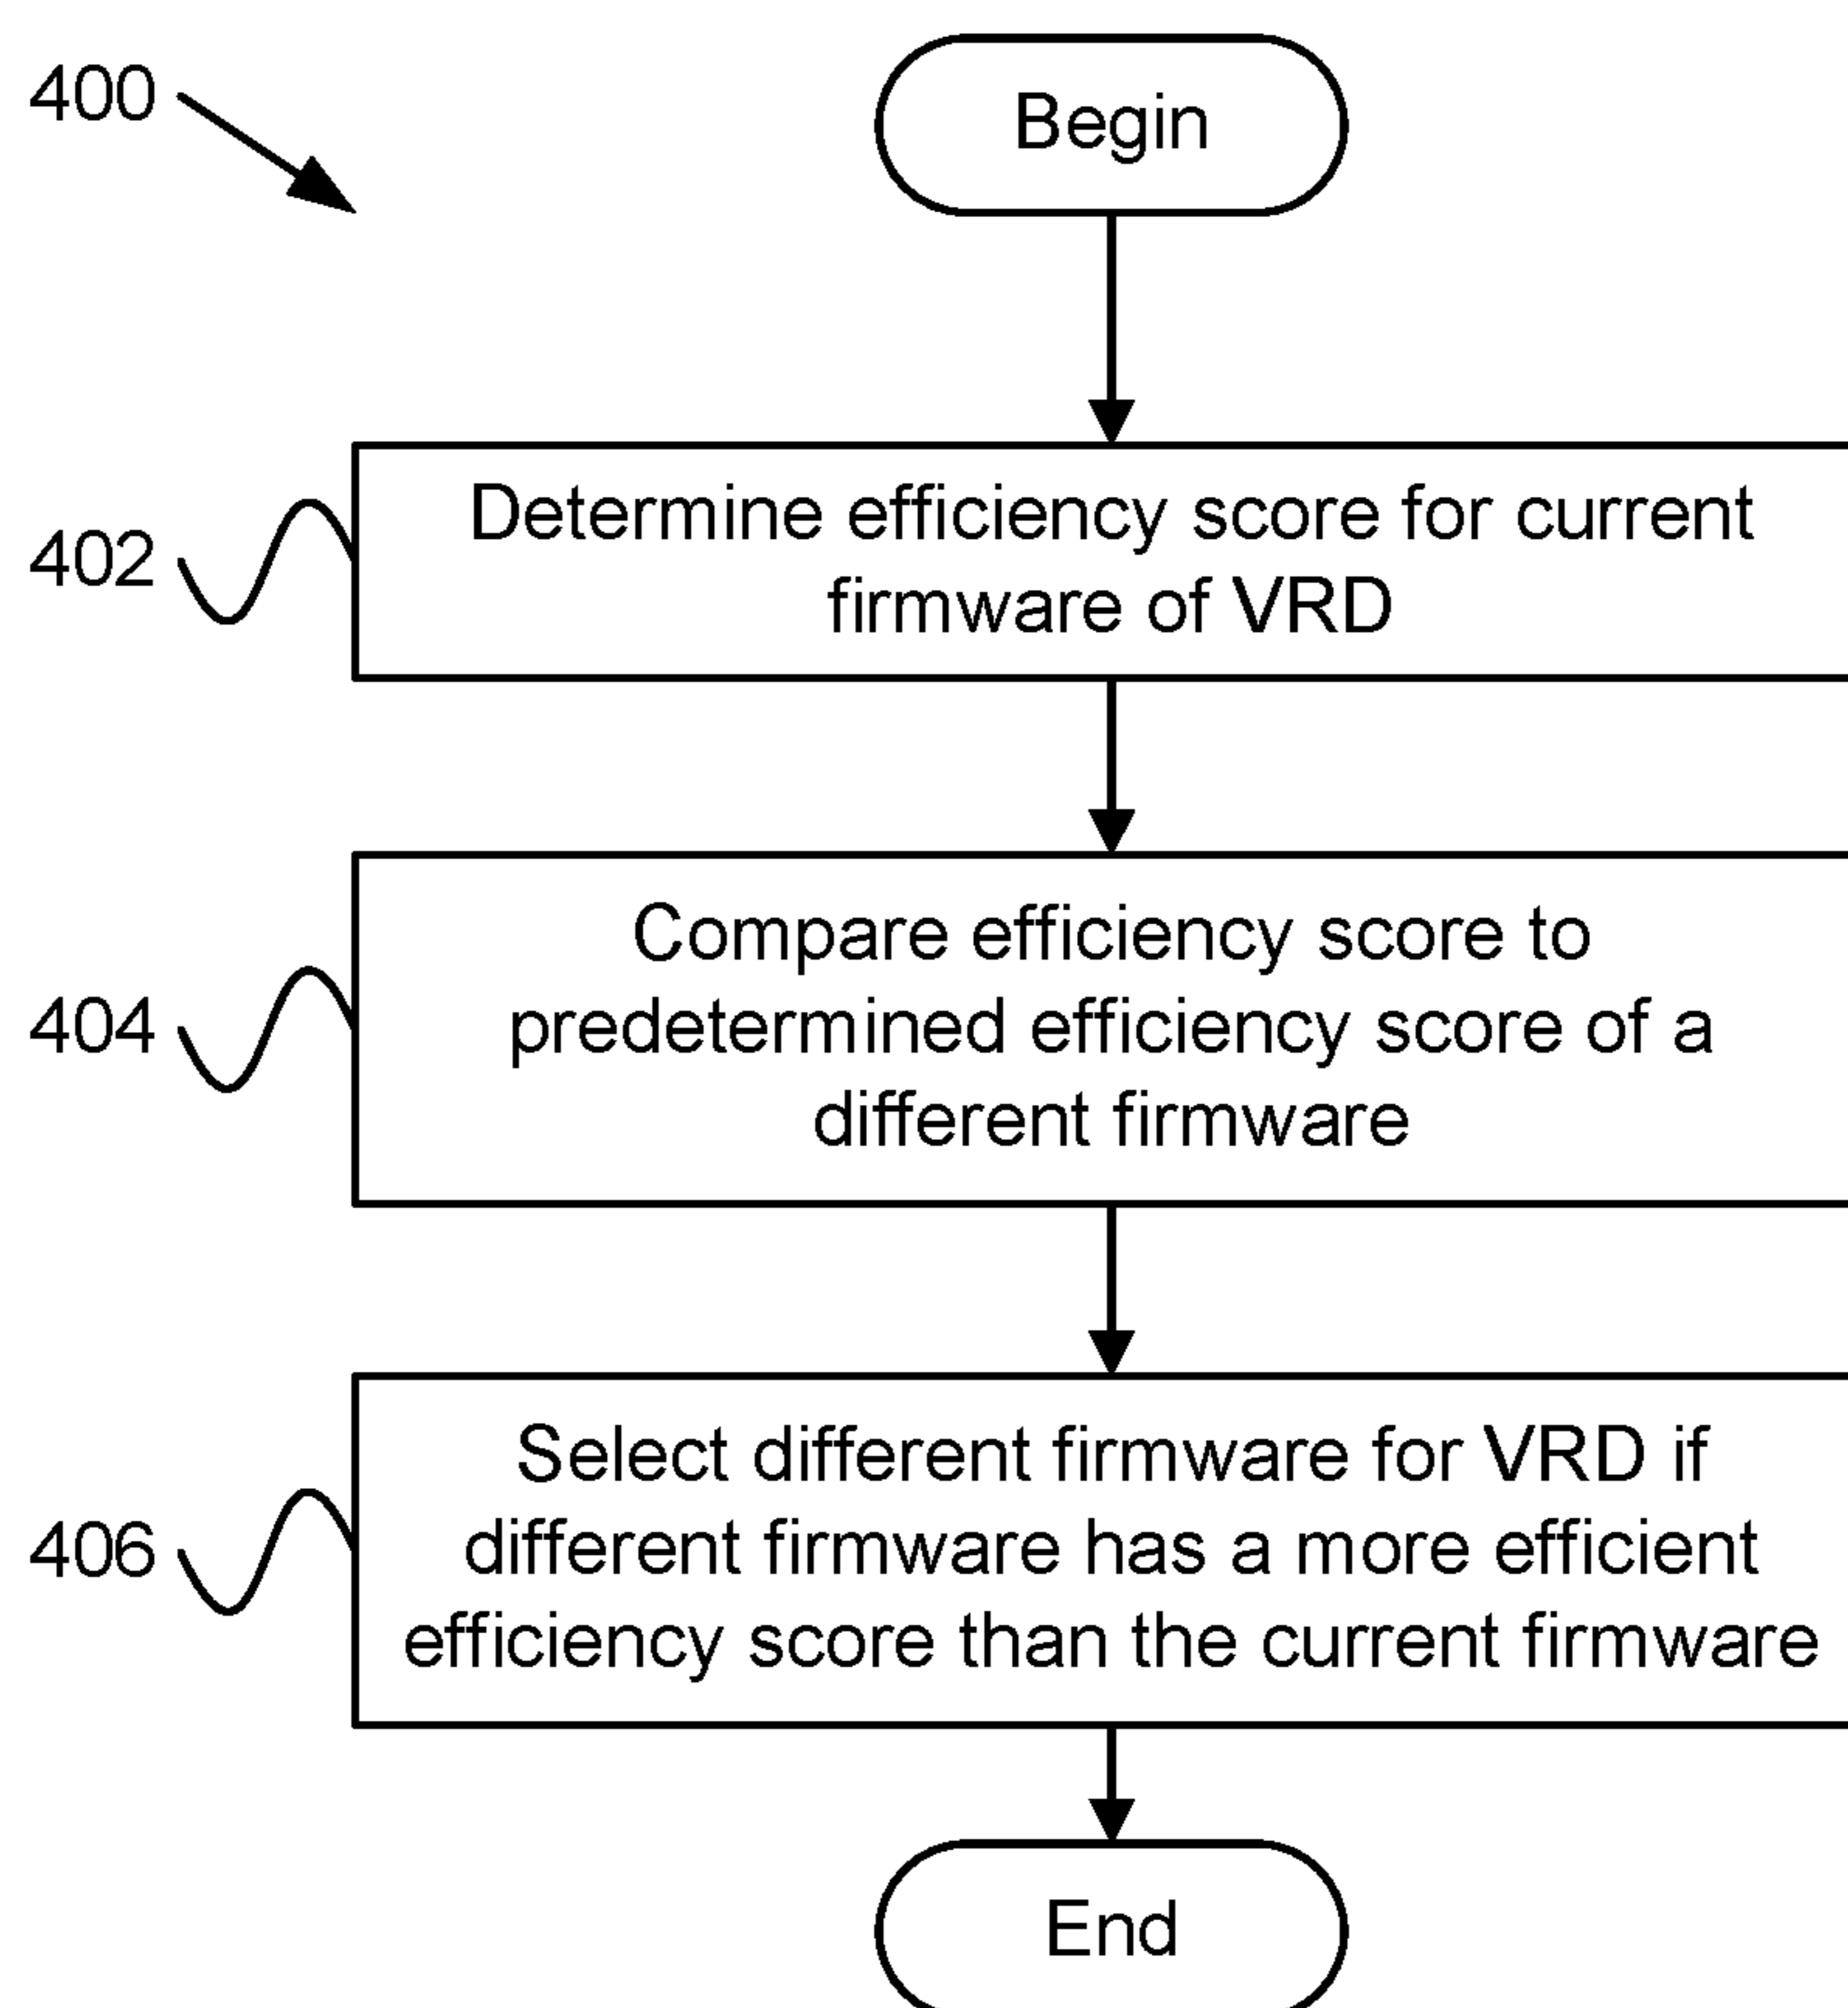 400
Begin
402
Determine efficiency score for current
firmware of VRD
404
Compare efficiency score to
predetermined efficiency score of a
different firmware
406
Select different firmware for VRD if
different firmware has a more efficient
efficiency score than the current firmware
End